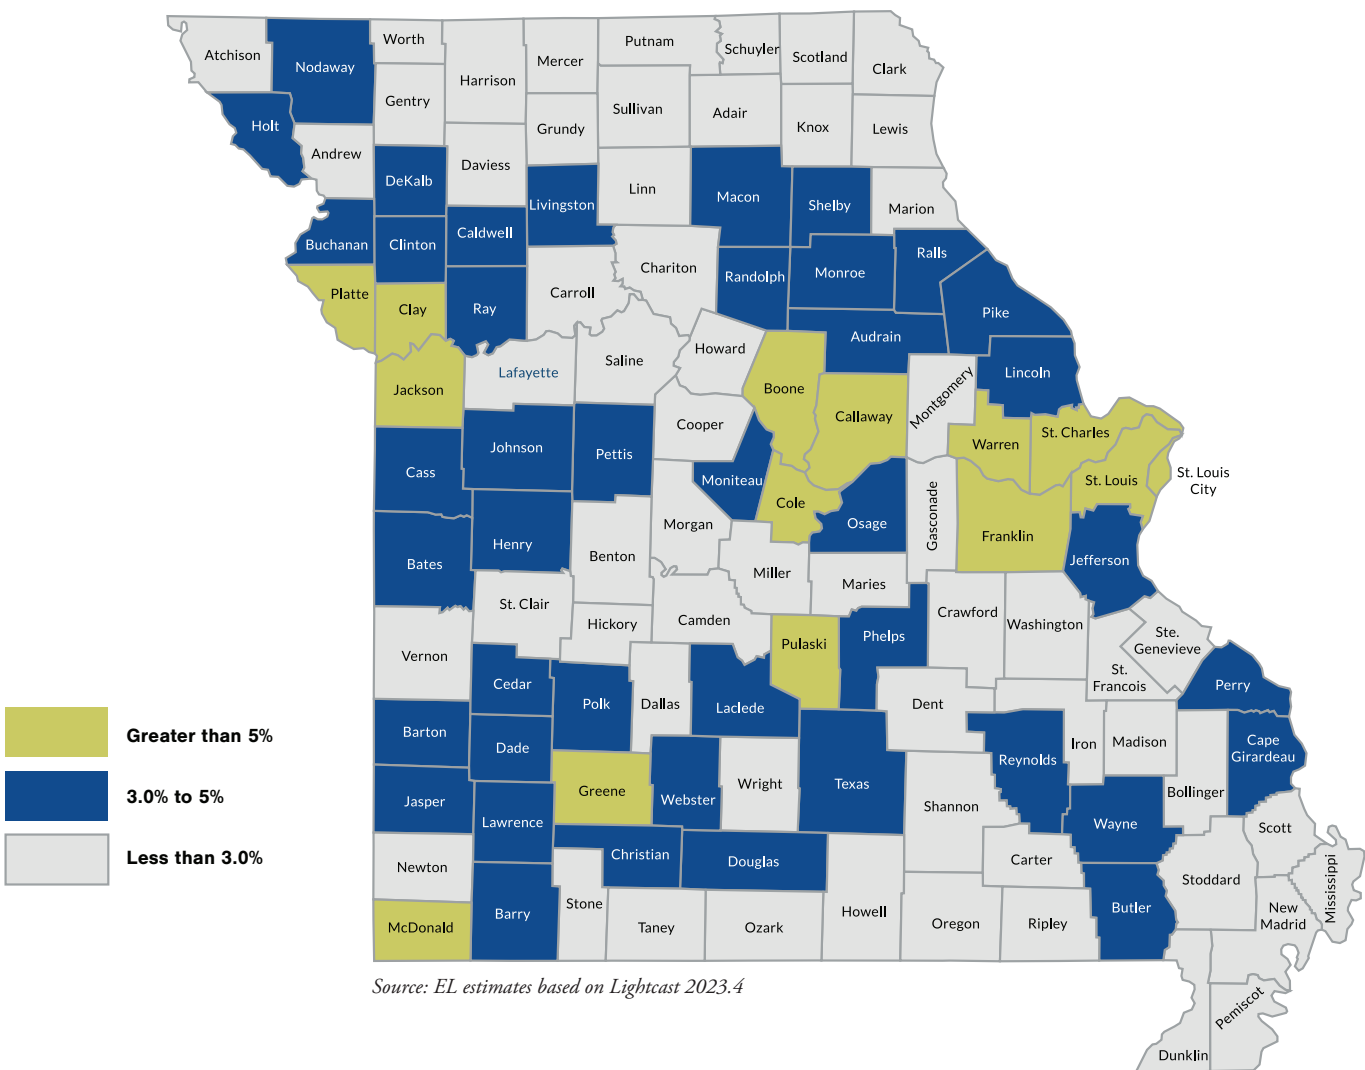 Atchison
Nodaway
Worth
Harrison
Mercer
Putnam
Schuyler
Scotland
Clark
Holt
Gentry
Grundy
Sullivan
Adair
Knox
Lewis
Andrew
DeKalb
Daviess
Livingston
Linn
Macon
Shelby
Marion
Buchanan
Clinton
Caldwell
Chariton
Randolph
Monroe
Ralls
Platte
Clay
Ray
Carroll
Pike
Audrain
Jackson
Lafayette
Saline
Howard
Boone
Callaway
Montgomery
Lincoln
Cass
Johnson
Pettis
Cooper
Moniteau
Cole
Warren
St. Charles
St. Louis
St. Louis
City
Bates
Henry
Benton
Morgan
Miller
Osage
Gasconade
Franklin
Jefferson
Maries
St. Clair
Hickory
Camden
Pulaski
Phelps
Crawford
Washington
St.
Francois
Ste.
Genevieve
Perry
Vernon
Cedar
Polk
Dallas
Laclede
Dent
Barton
Dade
Greene
Webster
Wright
Texas
Reynolds
Iron
Madison
Bollinger
Cape
Girardeau
Jasper
Lawrence
Shannon
Wayne
Scott
Newton
Christian
Douglas
Carter
Stoddard
Mississippi
McDonald
Barry
Stone
Taney
Ozark
Howell
Oregon
Ripley
Butler
New
Madrid
Pemiscot
Dunklin
Greater than 5%
3.0% to 5%
Less than 3.0%
Source: EL estimates based on Lightcast 2023.4